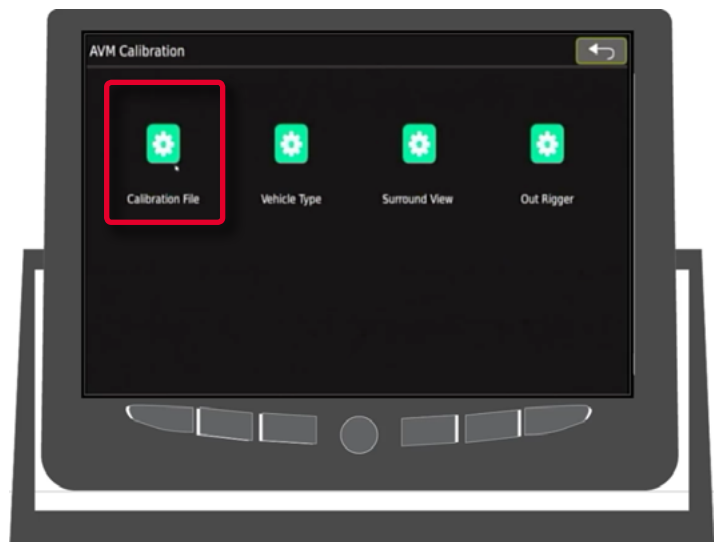 AVM Calibration
Calibration File
Vehicle Type
Surround View
Out Rigger